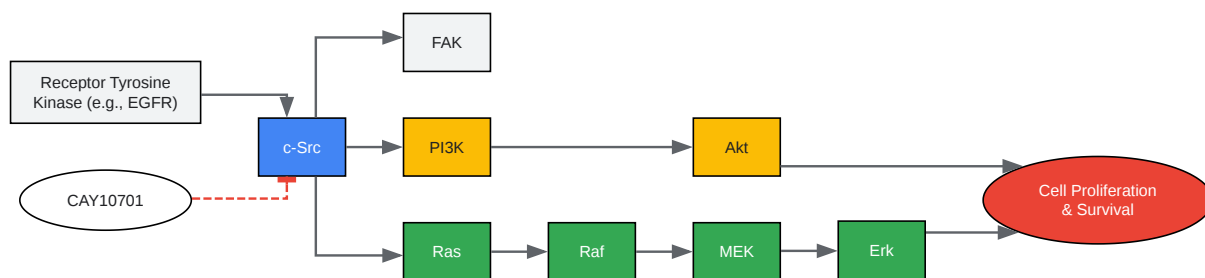 FAK
Receptor Tyrosine
Kinase (e.g., EGFR)
c-Src
PI3K
Akt
CAY10701
Cell Proliferation
& Survival
Ras
Raf
MEK
Erk